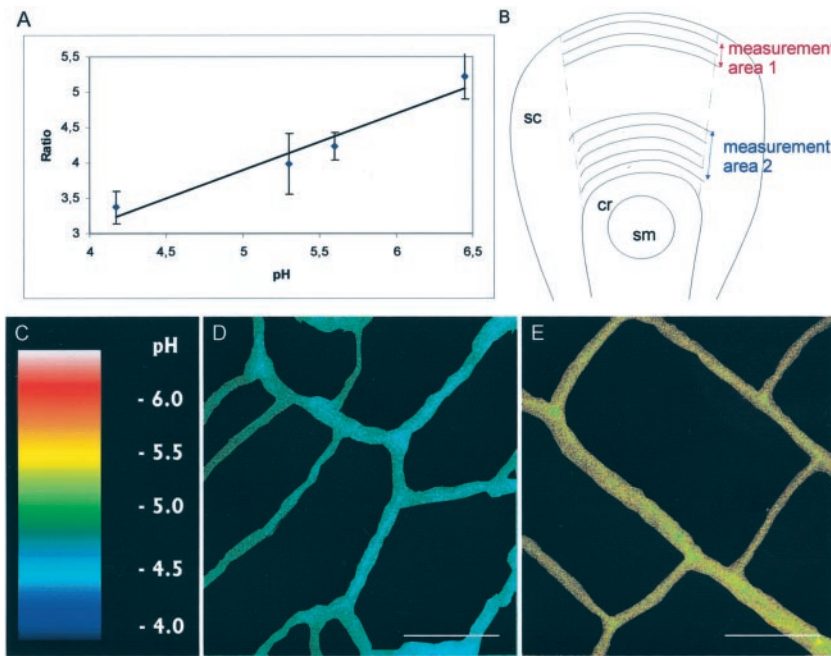 A
5,5
5
4,5
4
3,5
3
Ratio
4
4,5
5
5,5
6
6,5
pH
B
measurement
area 1
sc
measurement
area 2
cr
sm
C
pH
- 6.0
- 5.5
- 5.0
- 4.5
- 4.0
D
E